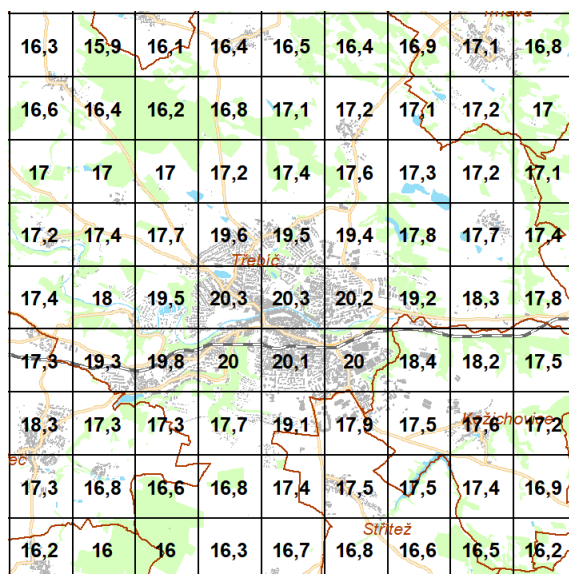 16,3 15,9 16,1 16,4 16,5 16,4 16,9 17,1 16,8
16,6 16,4 16,2 16,8 17,1 17,2 17,1 17,2 17
17 17 17 17,2 17,4 17,6 17,3 17,2 17,1
17,2 17,4 17,7 19,6 19,5 19,4 17,8 17,7 17,4
Třebíč
17,4 18 19,5 20,3 20,3 20,2 19,2 18,3 17,8
17,3 19,3 19,8 20 20,1 20 18,4 18,2 17,5
18,3 17,3 17,3 17,7 19,1 17,9 17,5 17,6 17,2
Kožichovice
17,3 16,8 16,6 16,8 17,4 17,5 17,5 17,4 16,9
Střítež
16,2 16 16 16,3 16,7 16,8 16,6 16,5 16,2